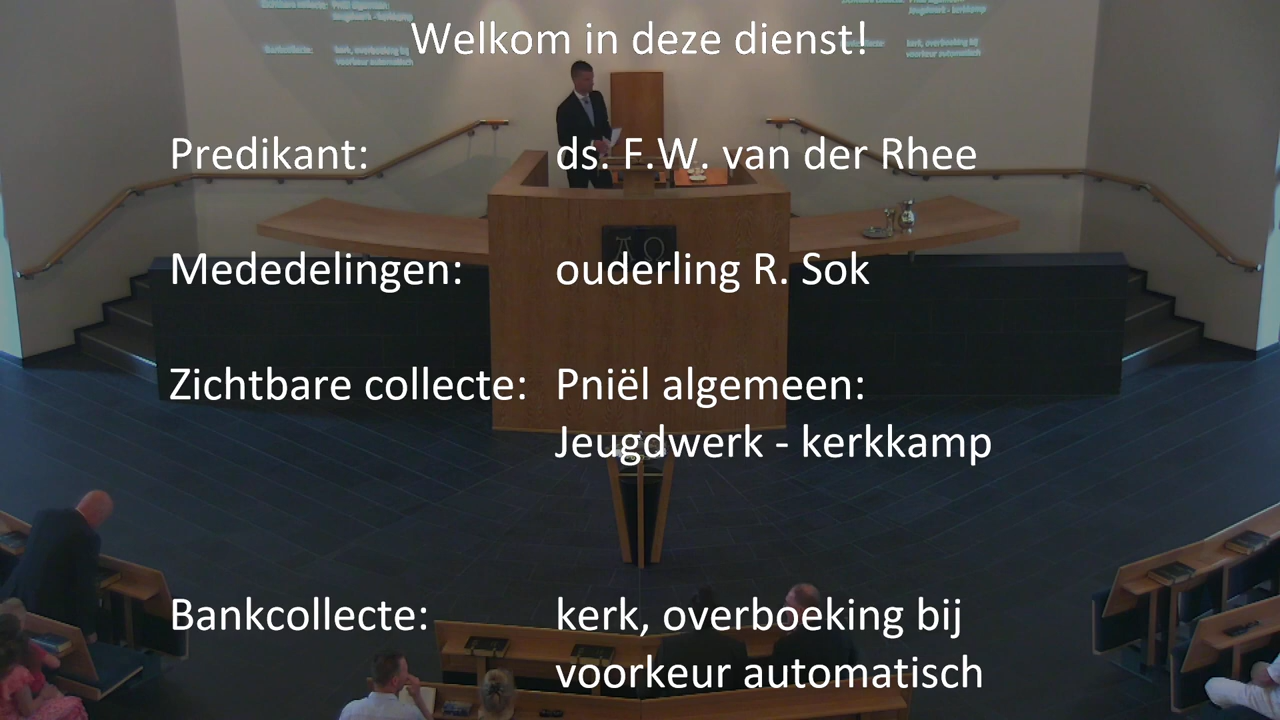 Welkom in deze dienst!
Predikant: ds. F.W. van der Rhee
Mededelingen: ouderling R. Sok
Zichtbare collecte: Pniël algemeen:
Jeugdwerk - kerkkamp
Bankcollecte: kerk, overboeking bij
voorkeur automatisch
Α Ω